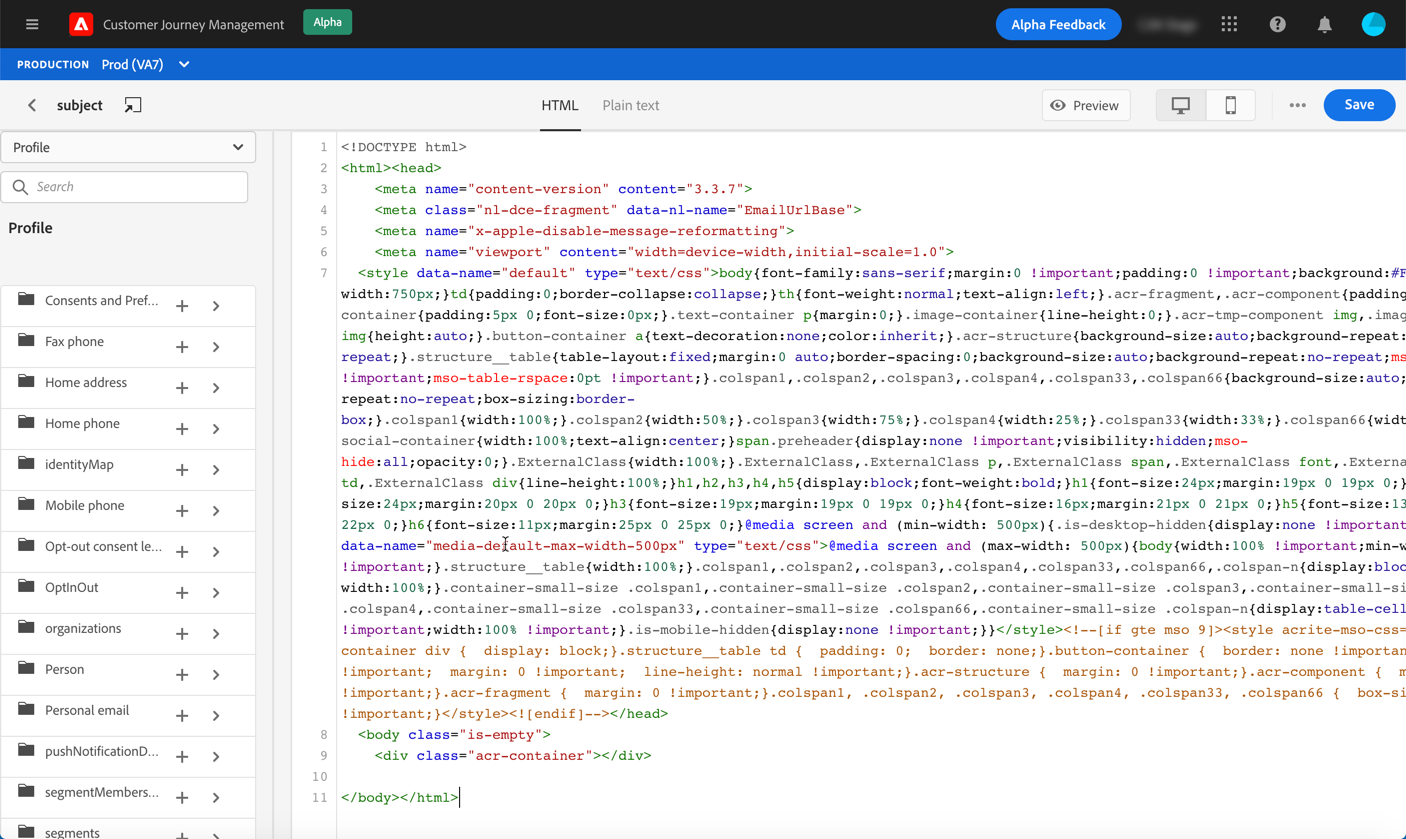 Customer Journey Management
Alpha
Alpha Feedback
PRODUCTION Prod (VA7)
subject
HTML
Plain text
Preview
Save
Profile
Search
Profile
Consents and Pref...
Fax phone
Home address
Home phone
identityMap
Mobile phone
Opt-out consent le...
OptInOut
organizations
Person
Personal email
pushNotificationD...
segmentMembers...
segments
1 <!DOCTYPE html>
2 <html><head>
3 <meta name="content-version" content="3.3.7">
4 <meta class="nl-dce-fragment" data-nl-name="EmailUrlBase">
5 <meta name="x-apple-disable-message-reformatting">
6 <meta name="viewport" content="width=device-width,initial-scale=1.0">
7 <style data-name="default" type="text/css">body{font-family:sans-serif;margin:0 !important;padding:0 !important;background:#F
width:750px;}td{padding:0;border-collapse:collapse;}th{font-weight:normal;text-align:left;}.acr-fragment,.acr-component{padding
container{padding:5px 0;font-size:0px;}.text-container p{margin:0;}.image-container{line-height:0;}.acr-tmp-component img,.imag
img{height:auto;}.button-container a{text-decoration:none;color:inherit;}.acr-structure{background-size:auto;background-repeat:
repeat;}.structure__table{table-layout:fixed;margin:0 auto;border-spacing:0;background-size:auto;background-repeat:no-repeat;ms
!important;mso-table-rspace:0pt !important;}.colspan1,.colspan2,.colspan3,.colspan4,.colspan33,.colspan66{background-size:auto;
repeat:no-repeat;box-sizing:border-
box;}.colspan1{width:100%;}.colspan2{width:50%;}.colspan3{width:75%;}.colspan4{width:25%;}.colspan33{width:33%;}.colspan66{widt
social-container{width:100%;text-align:center;}span.preheader{display:none !important;visibility:hidden;mso-
hide:all;opacity:0;}.ExternalClass{width:100%;}.ExternalClass,.ExternalClass p,.ExternalClass span,.ExternalClass font,.Externa
td,.ExternalClass div{line-height:100%;}h1,h2,h3,h4,h5{display:block;font-weight:bold;}h1{font-size:24px;margin:19px 0 19px 0;}
size:24px;margin:20px 0 20px 0;}h3{font-size:19px;margin:19px 0 19px 0;}h4{font-size:16px;margin:21px 0 21px 0;}h5{font-size:13
22px 0;}h6{font-size:11px;margin:25px 0 25px 0;}@media screen and (min-width: 500px){.is-desktop-hidden{display:none !important
data-name="media-default-max-width-500px" type="text/css">@media screen and (max-width: 500px){body{width:100% !important;min-w
!important;}.structure__table{width:100%;}.colspan1,.colspan2,.colspan3,.colspan4,.colspan33,.colspan66,.colspan-n{display:bloc
width:100%;}.container-small-size .colspan1,.container-small-size .colspan2,.container-small-size .colspan3,.container-small-si
.colspan4,.container-small-size .colspan33,.container-small-size .colspan66,.container-small-size .colspan-n{display:table-cell
!important;width:100% !important;}.is-mobile-hidden{display:none !important;}}</style><!--[if gte mso 9]><style acrite-mso-css=
container div { display: block;}.structure__table td { padding: 0; border: none;}.button-container { border: none !importan
!important; margin: 0 !important; line-height: normal !important;}.acr-structure { margin: 0 !important;}.acr-component { m
!important;}.acr-fragment { margin: 0 !important;}.colspan1, .colspan2, .colspan3, .colspan4, .colspan33, .colspan66 { box-si
!important;}</style><![endif]--></head>
8 <body class="is-empty">
9 <div class="acr-container"></div>
10
11 </body></html>